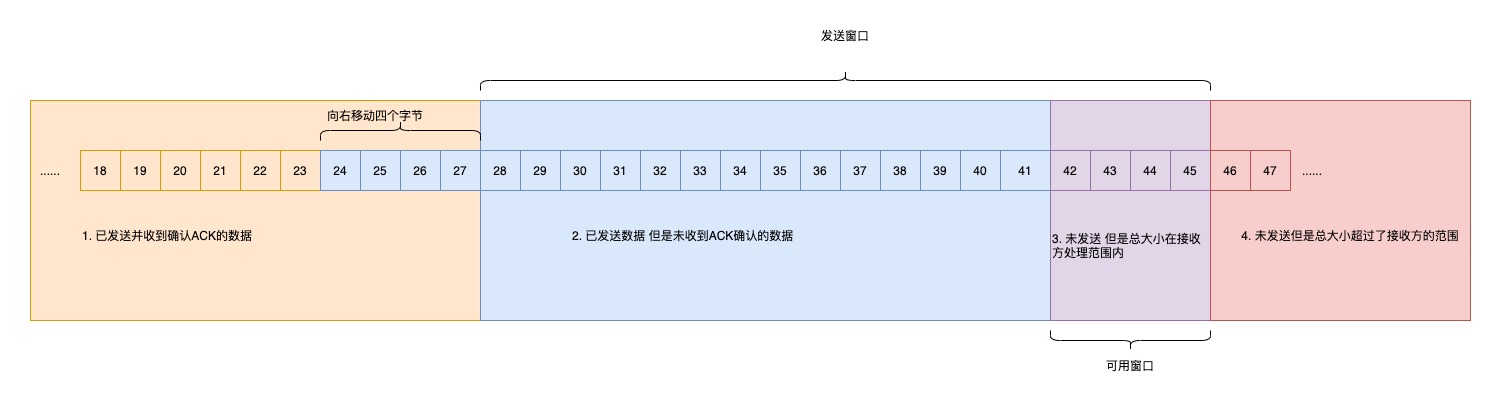 发送窗口
向右移动四个字节
...... 18 19 20 21 22 23 24 25 26 27 28 29 30 31 32 33 34 35 36 37 38 39 40 41 42 43 44 45 46 47 ......
1. 已发送并收到确认ACK的数据
2. 已发送数据 但是未收到ACK确认的数据
3. 未发送 但是总大小在接收
方处理范围内
4. 未发送但是总大小超过了接收方的范围
可用窗口